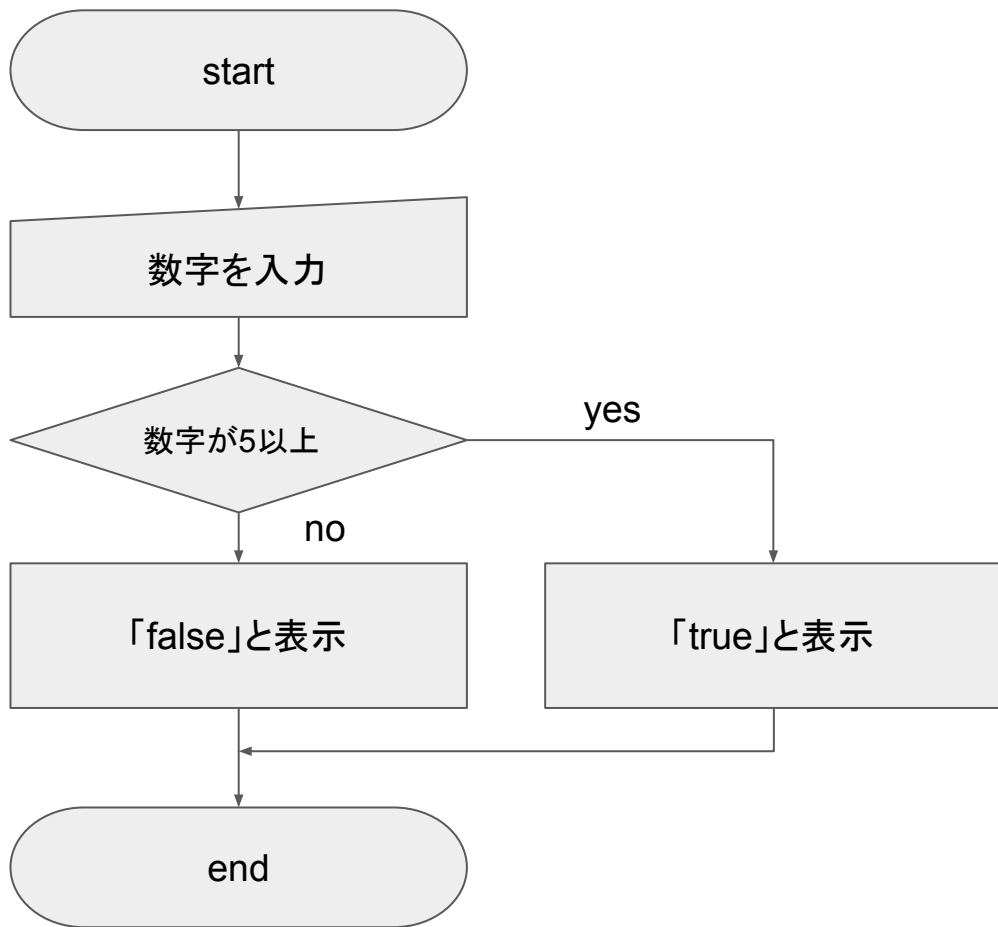 start
数字を入力
数字が5以上
yes
no
「false」と表示
「true」と表示
end